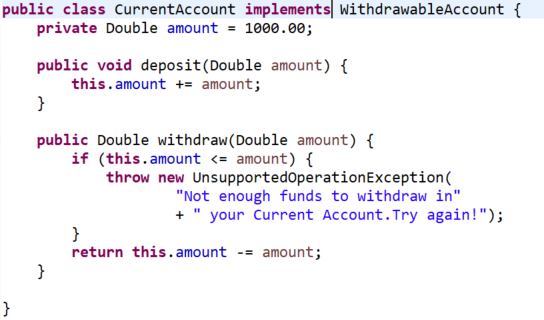 public class CurrentAccount implements WithdrawableAccount {
    private Double amount = 1000.00;
    public void deposit(Double amount) {
        this.amount += amount;
    }
    public Double withdraw(Double amount) {
        if (this.amount <= amount) {
            throw new UnsupportedOperationException(
                    "Not enough funds to withdraw in"
                    + " your Current Account.Try again!");
        }
        return this.amount -= amount;
    }
}